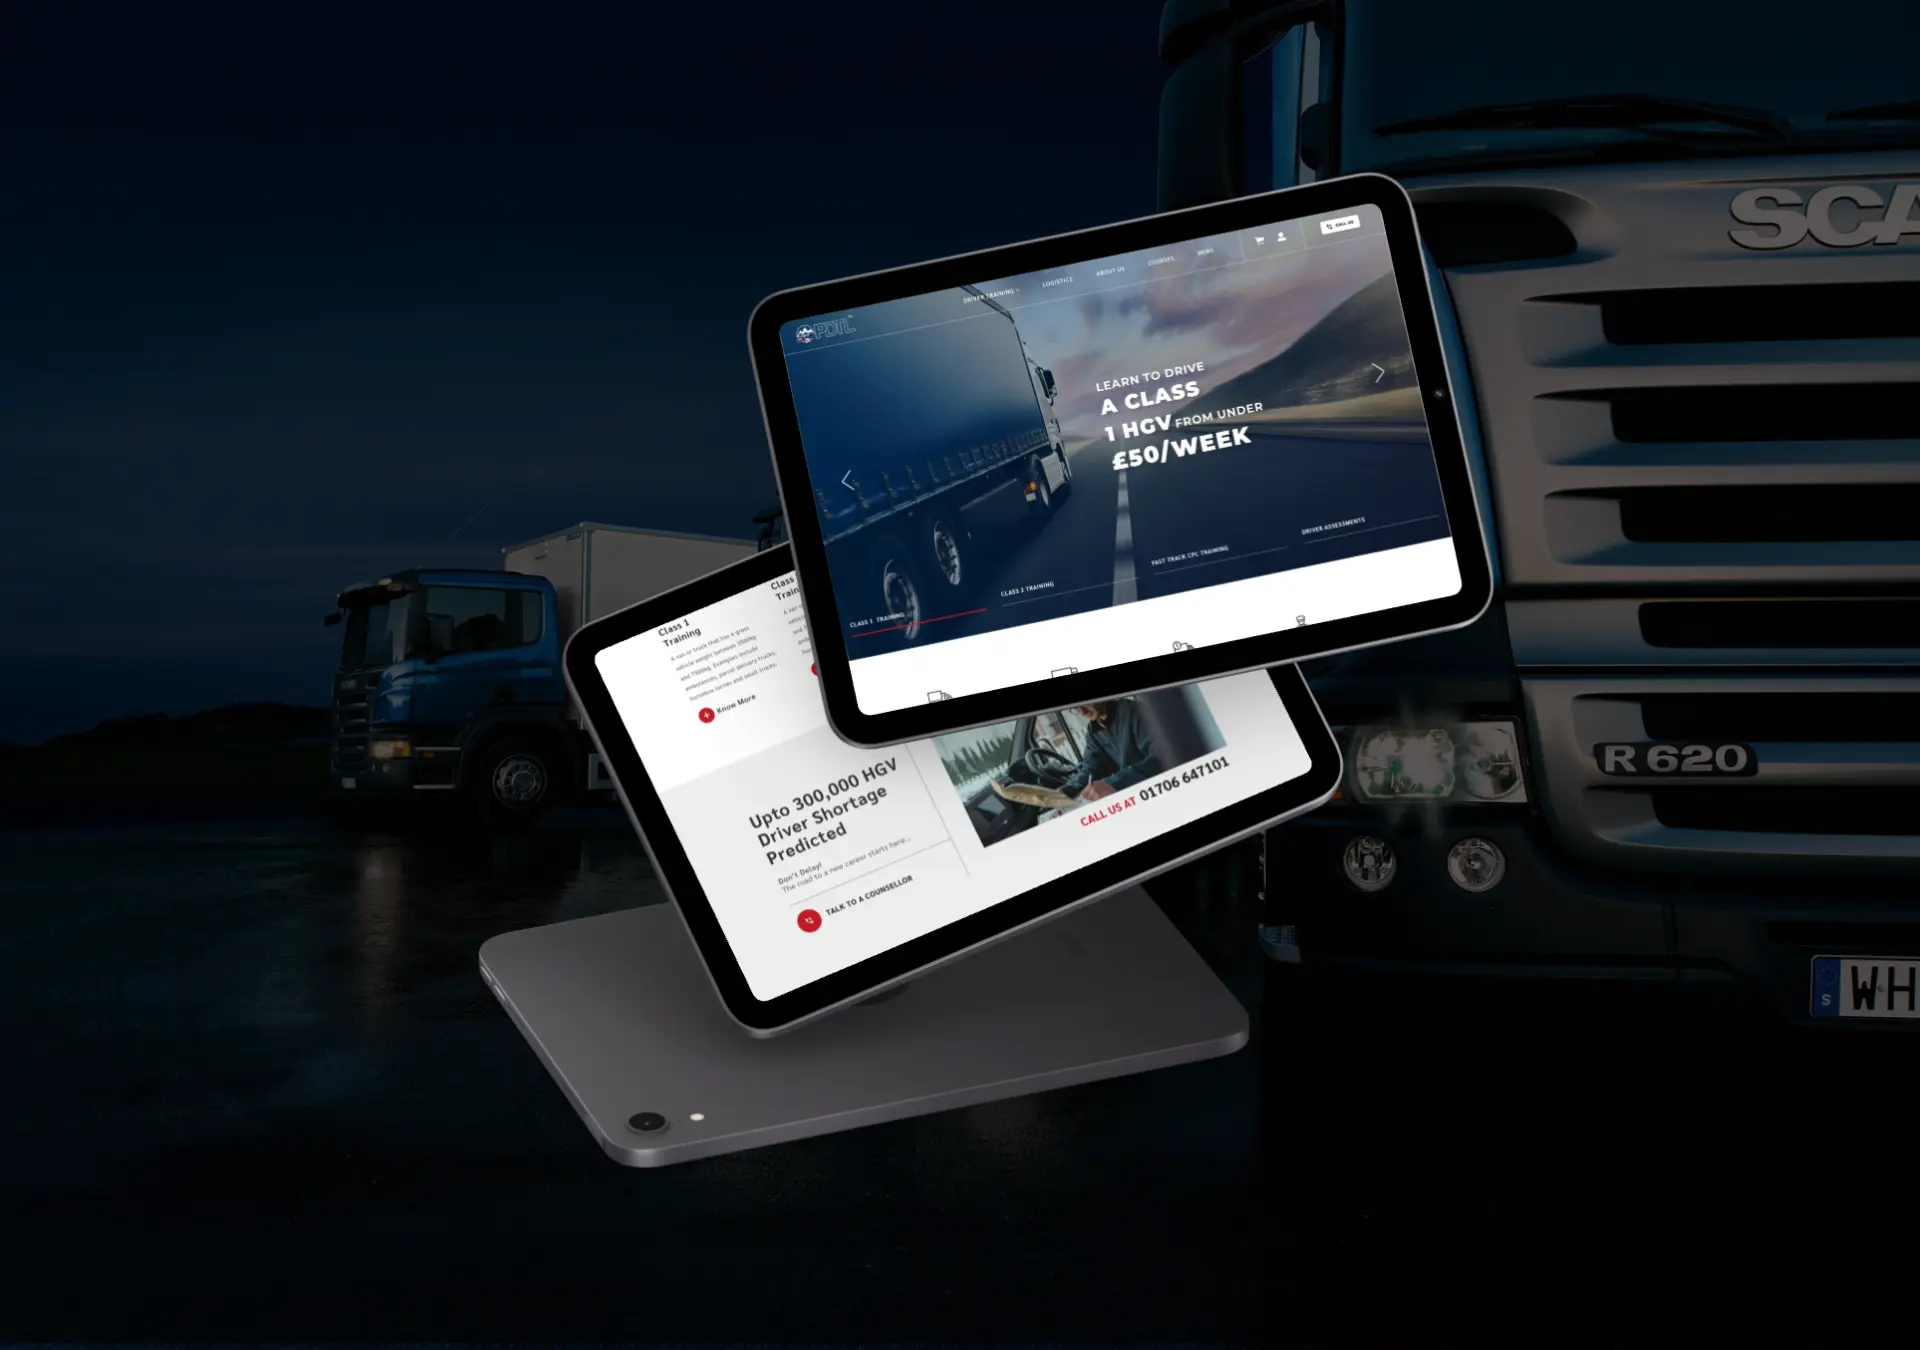 SCA
R 620
S WH
DRIVER TRAINING
LOGISTICS
ABOUT US
COURSES
NEWS
CALL US
PDTL
LEARN TO DRIVE
A CLASS
1 HGV FROM UNDER
£50/WEEK
CLASS 1 TRAINING
CLASS 2 TRAINING
FAST TRACK CPC TRAINING
DRIVER ASSESSMENTS
Class 1
Training
A van or truck that has a gross
vehicle weight between 3500kg
and 7500kg. Examples include
ambulances, parcel delivery trucks,
horsebox lorries and small trucks.
Know More
Class
Train
Upto 300,000 HGV
Driver Shortage
Predicted
Don't Delay!
The road to a new career starts here...
TALK TO A COUNSELLOR
CALL US AT 01706 647101